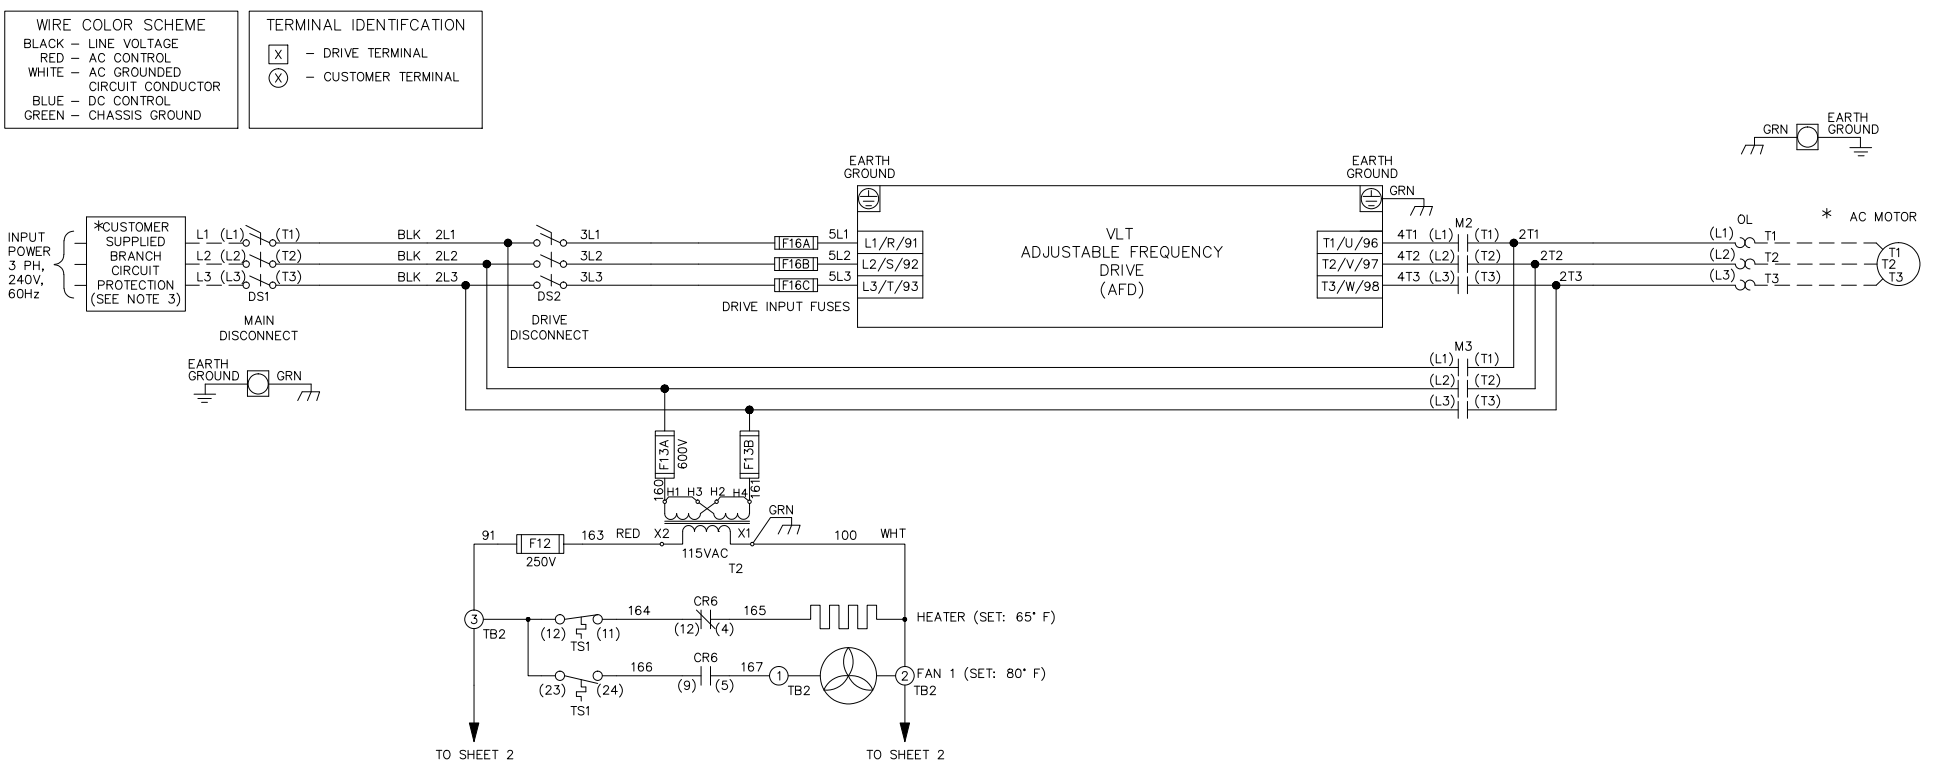 WIRE COLOR SCHEME
BLACK – LINE VOLTAGE
RED – AC CONTROL
WHITE – AC GROUNDED
CIRCUIT CONDUCTOR
BLUE – DC CONTROL
GREEN – CHASSIS GROUND
TERMINAL IDENTIFCATION
X – DRIVE TERMINAL
X – CUSTOMER TERMINAL
INPUT
POWER
3 PH,
240V,
60Hz
*CUSTOMER
SUPPLIED
BRANCH
CIRCUIT
PROTECTION
(SEE NOTE 3)
L1 (L1) (T1) BLK 2L1 3L1 F16A 5L1 L1/R/91
L2 (L2) (T2) BLK 2L2 3L2 F16B 5L2 L2/S/92
L3 (L3) (T3) BLK 2L3 3L3 F16C 5L3 L3/T/93
DS1
MAIN
DISCONNECT
DS2
DRIVE
DISCONNECT
DRIVE INPUT FUSES
EARTH
GROUND
VLT
ADJUSTABLE FREQUENCY
DRIVE
(AFD)
EARTH
GROUND
GRN
M2
T1/U/96 4T1 (L1) (T1) 2T1
T2/V/97 4T2 (L2) (T2) 2T2
T3/W/98 4T3 (L3) (T3) 2T3
GRN
EARTH
GROUND
OL
* AC MOTOR
(L1) T1
(L2) T2
(L3) T3
T1
T2
T3
EARTH
GROUND
GRN
M3
(L1) (T1)
(L2) (T2)
(L3) (T3)
F13A
600V
F13B
160
161
H1 H3 H2 H4
GRN
91 F12 163 RED X2 X1 100 WHT
250V
115VAC
T2
3
TB2
164 CR6 165
(12) (11) (12) (4)
TS1
HEATER (SET: 65° F)
166 CR6 167 1
(23) (24) (9) (5) TB2
TS1
2
TB2
FAN 1 (SET: 80° F)
TO SHEET 2
TO SHEET 2